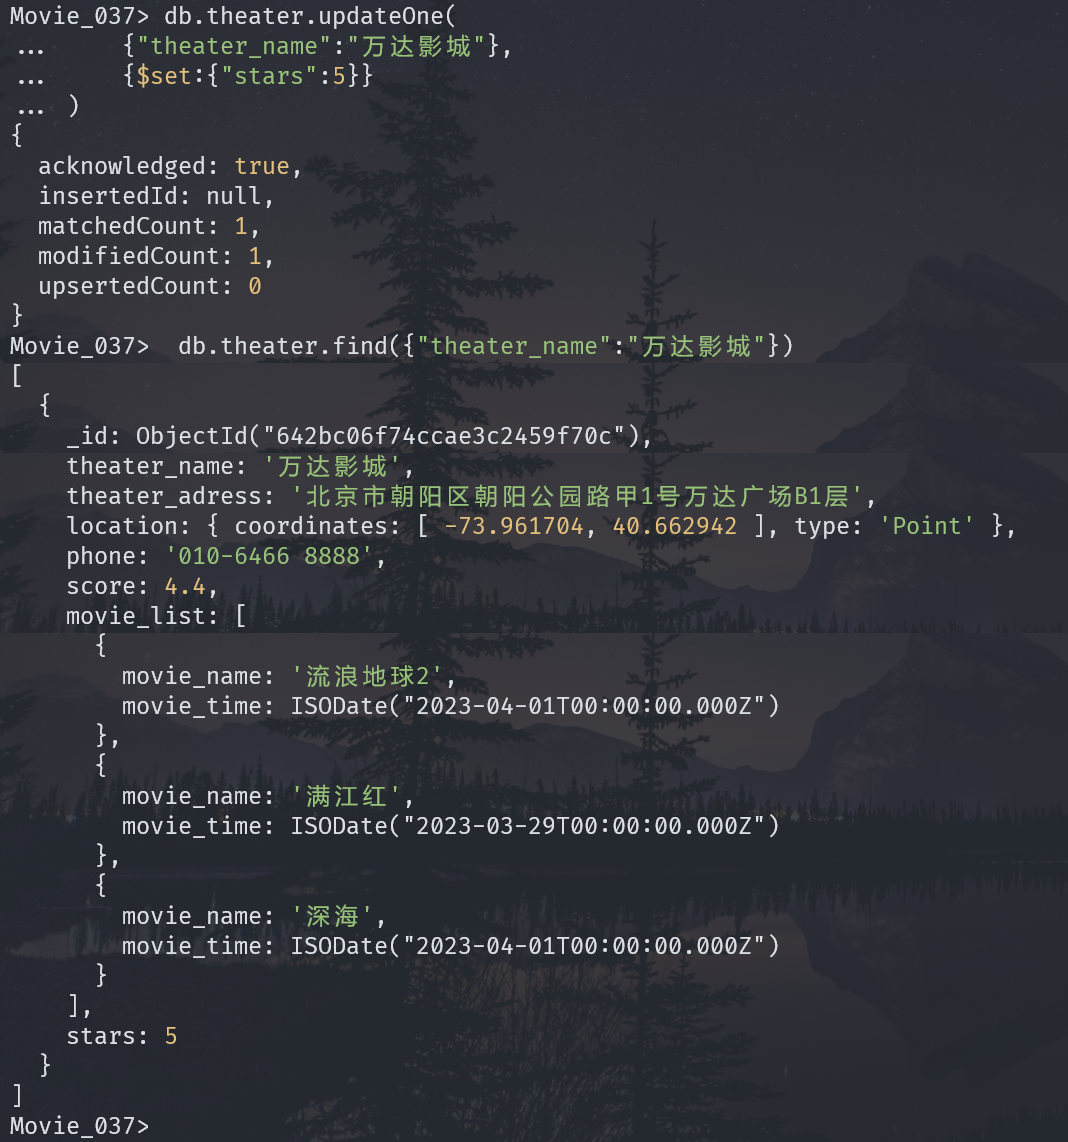 Movie_037> db.theater.updateOne(
...     {"theater_name":"万达影城"},
...     {$set:{"stars":5}}
... )
{
  acknowledged: true,
  insertedId: null,
  matchedCount: 1,
  modifiedCount: 1,
  upsertedCount: 0
}
Movie_037>  db.theater.find({"theater_name":"万达影城"})
[
  {
    _id: ObjectId("642bc06f74ccae3c2459f70c"),
    theater_name: '万达影城',
    theater_adress: '北京市朝阳区朝阳公园路甲1号万达广场B1层',
    location: { coordinates: [ -73.961704, 40.662942 ], type: 'Point' },
    phone: '010-6466 8888',
    score: 4.4,
    movie_list: [
      {
        movie_name: '流浪地球2',
        movie_time: ISODate("2023-04-01T00:00:00.000Z")
      },
      {
        movie_name: '满江红',
        movie_time: ISODate("2023-03-29T00:00:00.000Z")
      },
      {
        movie_name: '深海',
        movie_time: ISODate("2023-04-01T00:00:00.000Z")
      }
    ],
    stars: 5
  }
]
Movie_037>